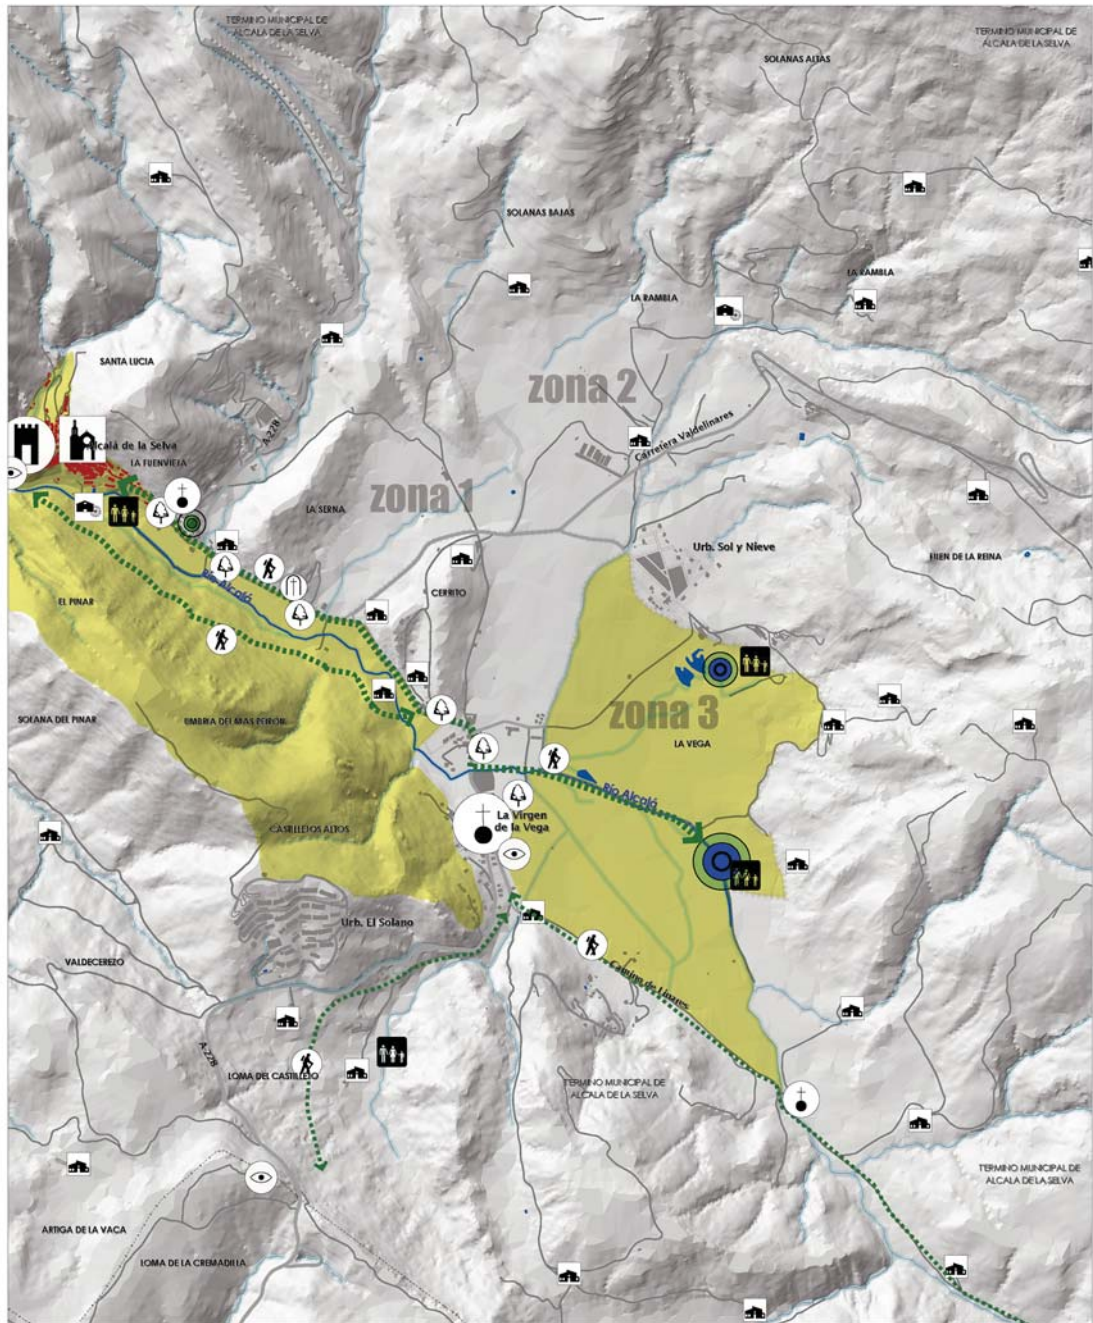 TERMINO MUNICIPAL DE
ALCALA DE LA SELVA
TERMINO MUNICIPAL DE
ALCALA DE LA SELVA
SOLANAS ALTAS
SOLANAS BAJAS
LA RAMBLA
LA RAMBLA
SANTA LUCIA
zona 2
A-228
Carretera Valdelinares
Alcalá de la Selva
LA FUENVIEJA
zona 1
LA SERNA
Urb. Sol y Nieve
HIEN DE LA REINA
Río Alcalá
CERRITO
EL PINAR
zona 3
SOLANA DEL PINAR
UMBRIA DEL MAS PEIRON
LA VEGA
Río Alcalá
La Virgen
de la Vega
CASTILLEJOS ALTOS
Urb. El Solano
VALDECEREZO
Camino de Linares
A-228
LOMA DEL CASTILLEJO
TERMINO MUNICIPAL DE
ALCALA DE LA SELVA
TERMINO MUNICIPAL DE
ALCALA DE LA SELVA
ARTIGA DE LA VACA
LOMA DE LA CREMADILLA